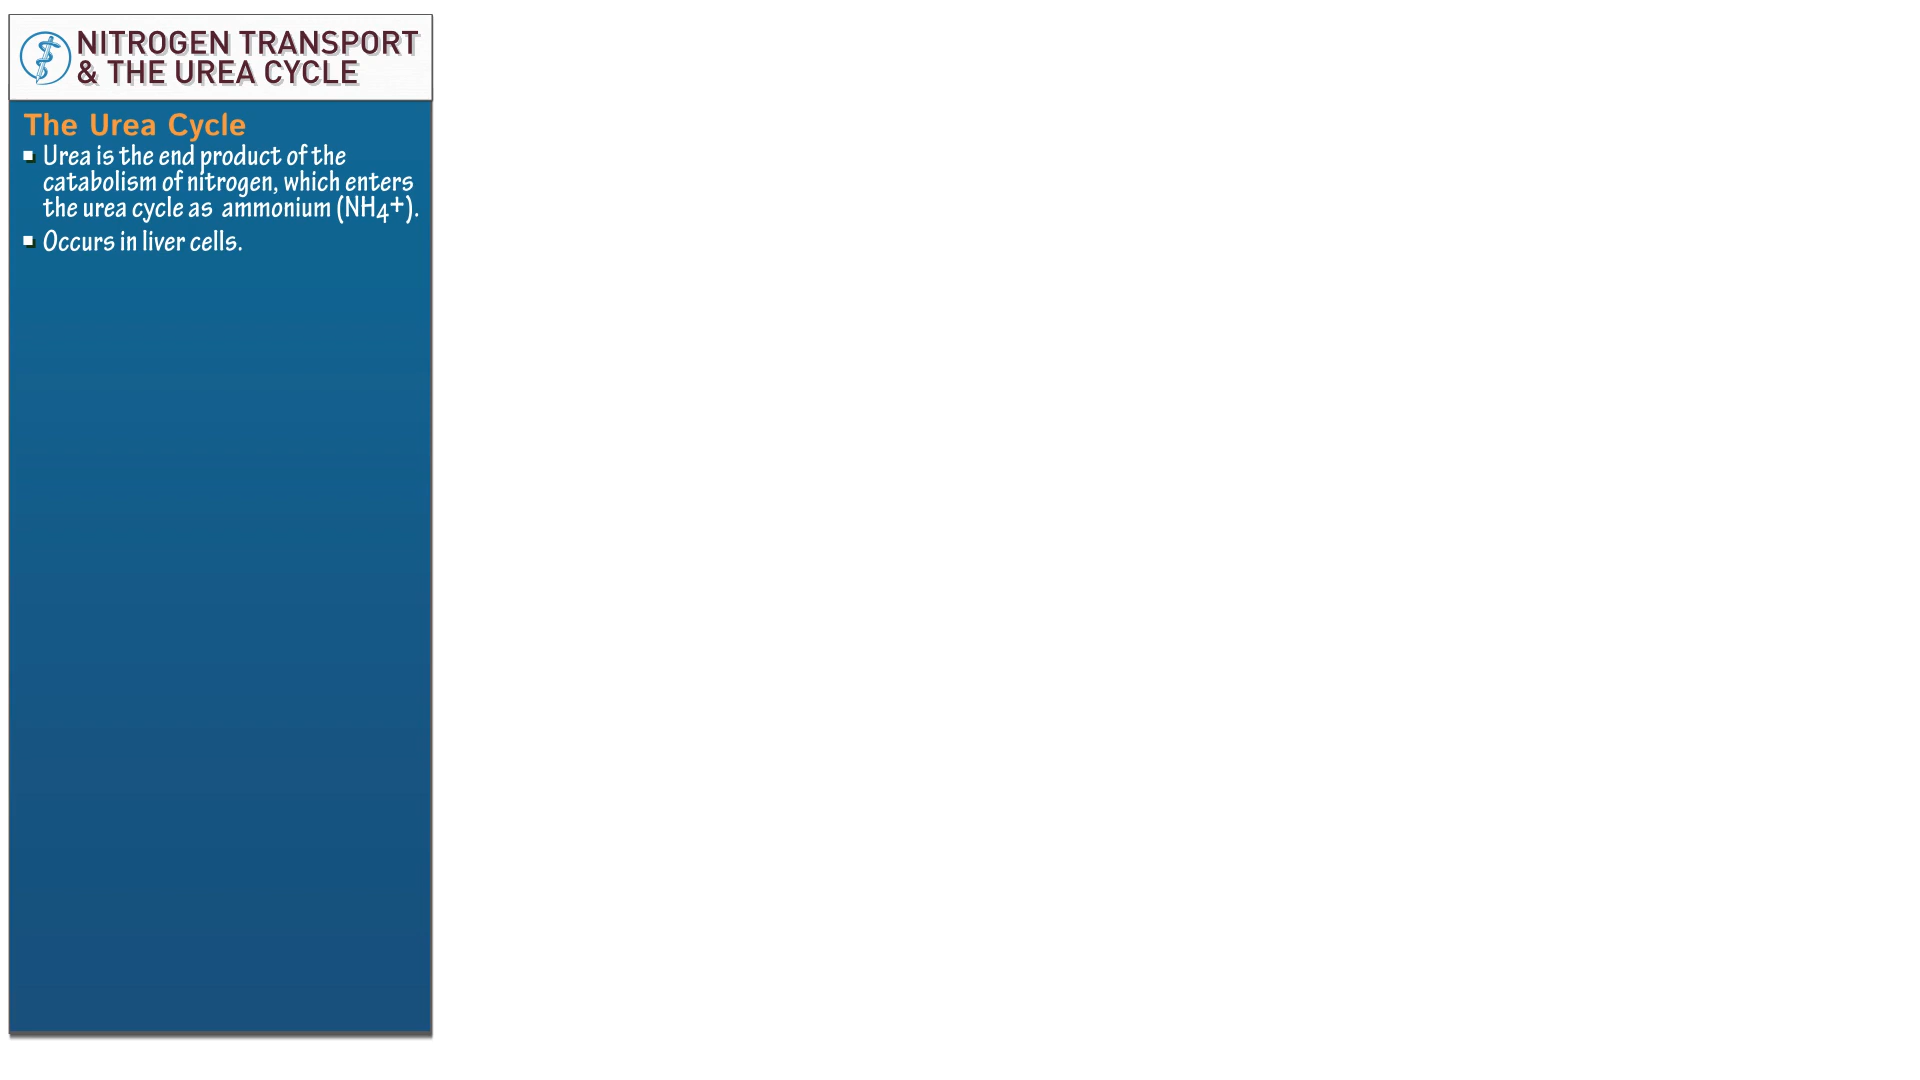 NITROGEN TRANSPORT
& THE UREA CYCLE
The Urea Cycle
▪ Urea is the end product of the
catabolism of nitrogen, which enters
the urea cycle as ammonium (NH4+).
▪ Occurs in liver cells.